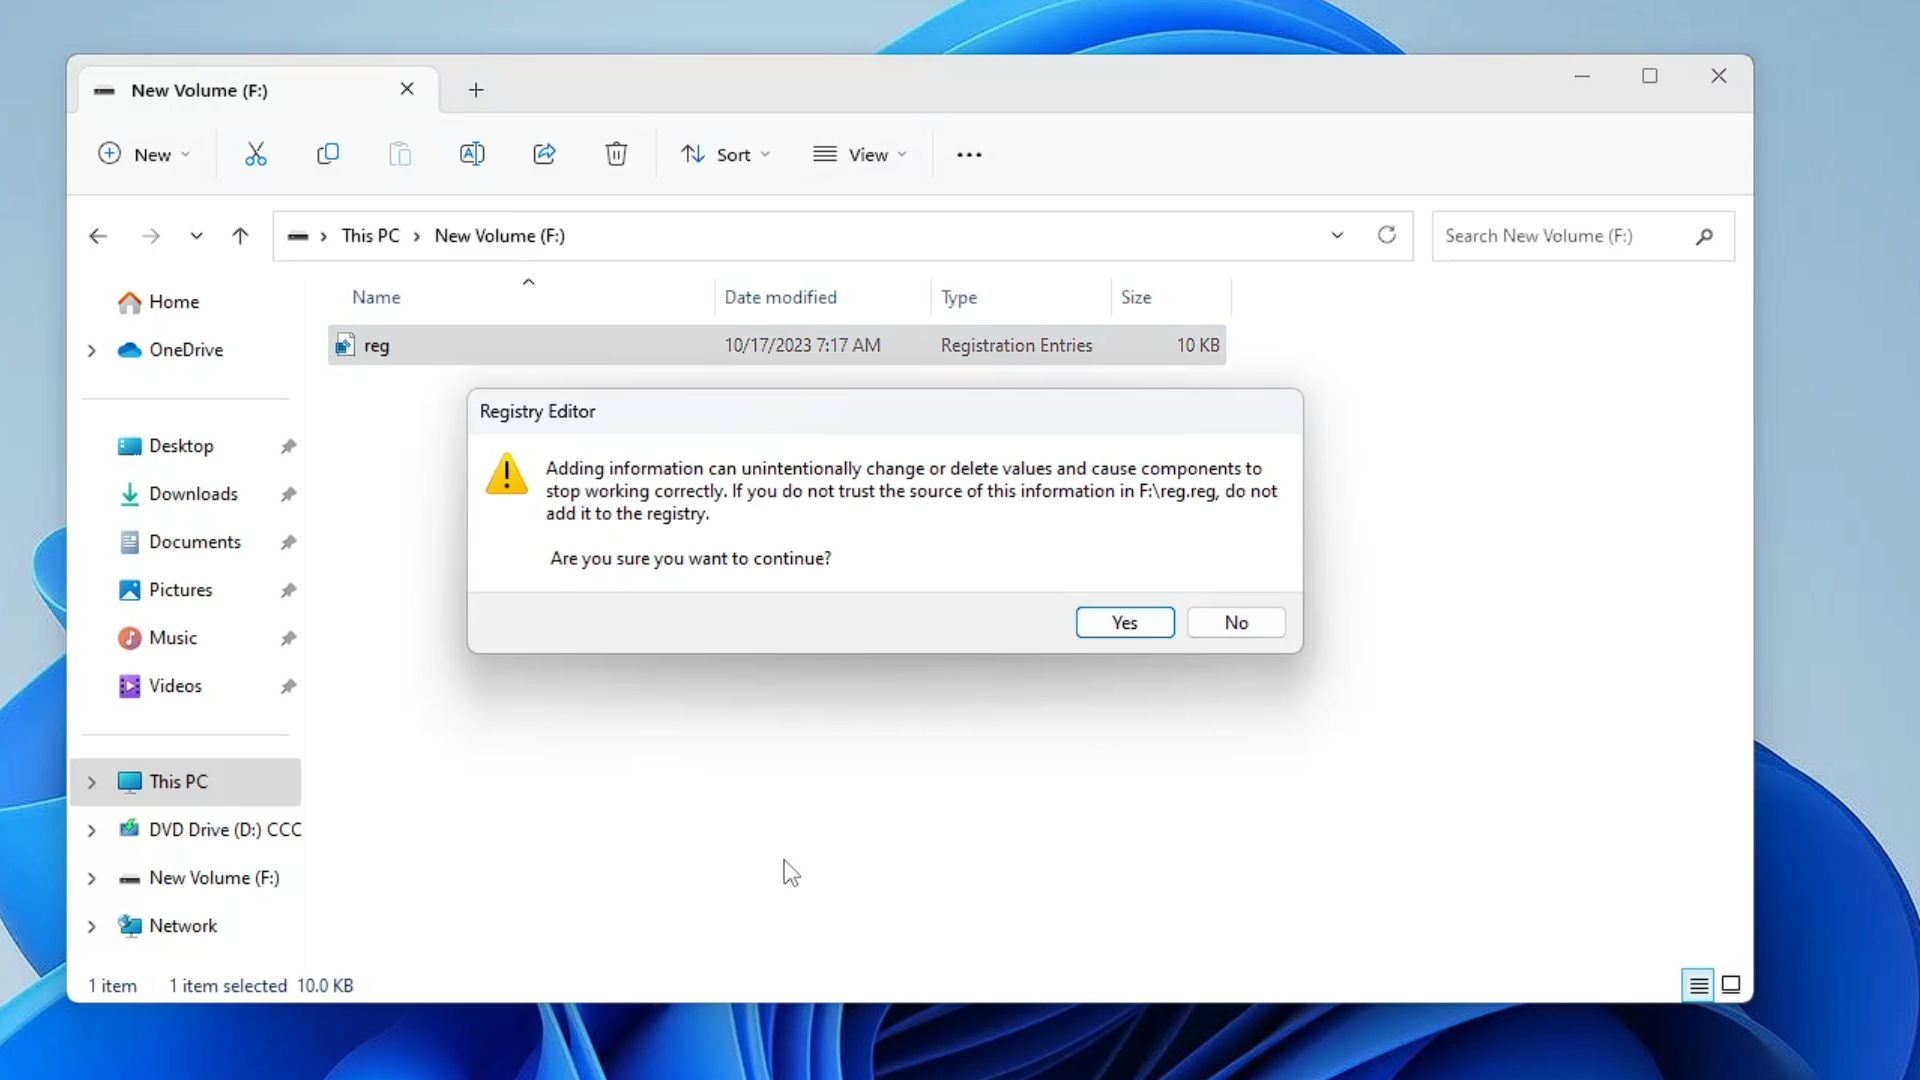 New Volume (F:)
New
Sort
View
This PC
New Volume (F:)
Search New Volume (F:)
Home
OneDrive
Desktop
Downloads
Documents
Pictures
Music
Videos
This PC
DVD Drive (D:) CCC
New Volume (F:)
Network
Name
Date modified
Type
Size
reg
10/17/2023 7:17 AM
Registration Entries
10 KB
Registry Editor
Adding information can unintentionally change or delete values and cause components to
stop working correctly. If you do not trust the source of this information in F:\reg.reg, do not
add it to the registry.
Are you sure you want to continue?
Yes
No
1 item
1 item selected 10.0 KB